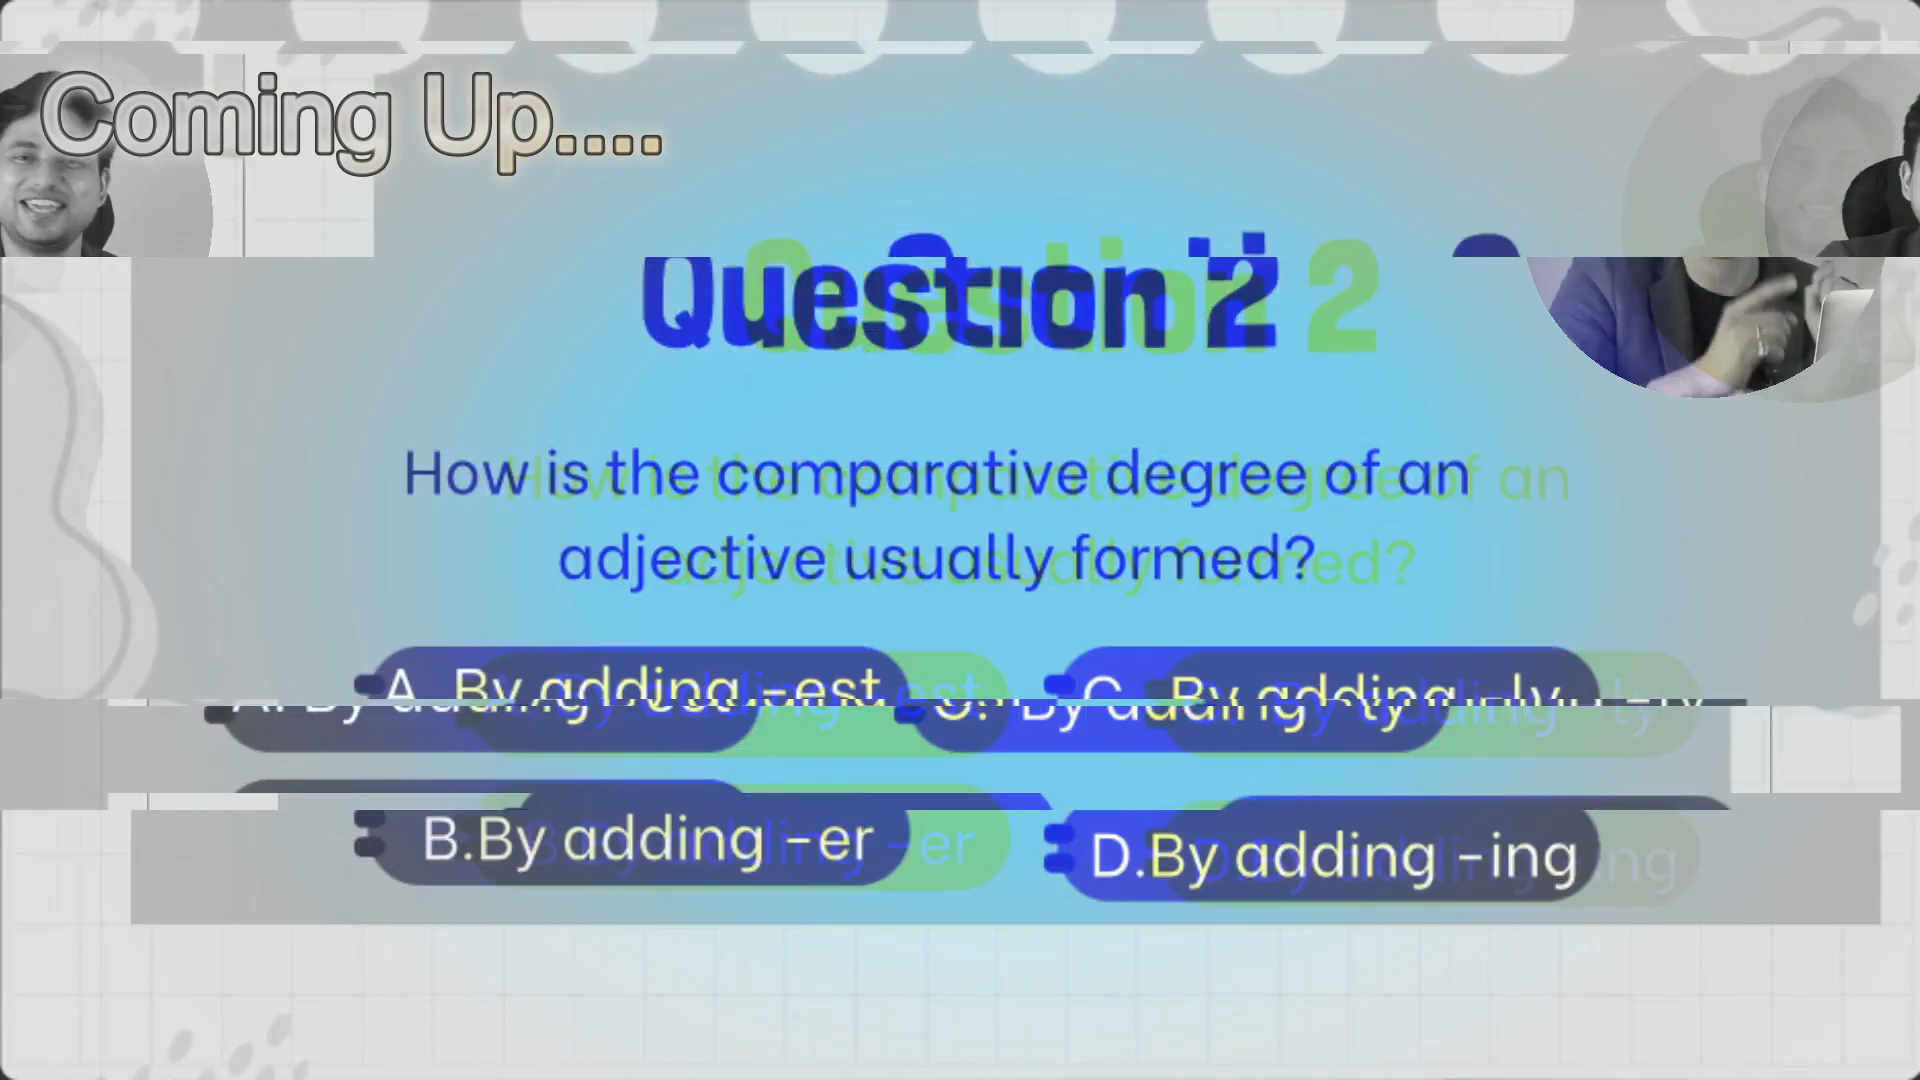 Coming Up....
Question 2
How is the comparative degree of an
adjective usually formed?
A. By adding -est
C. By adding -ly
B.By adding -er
D.By adding -ing